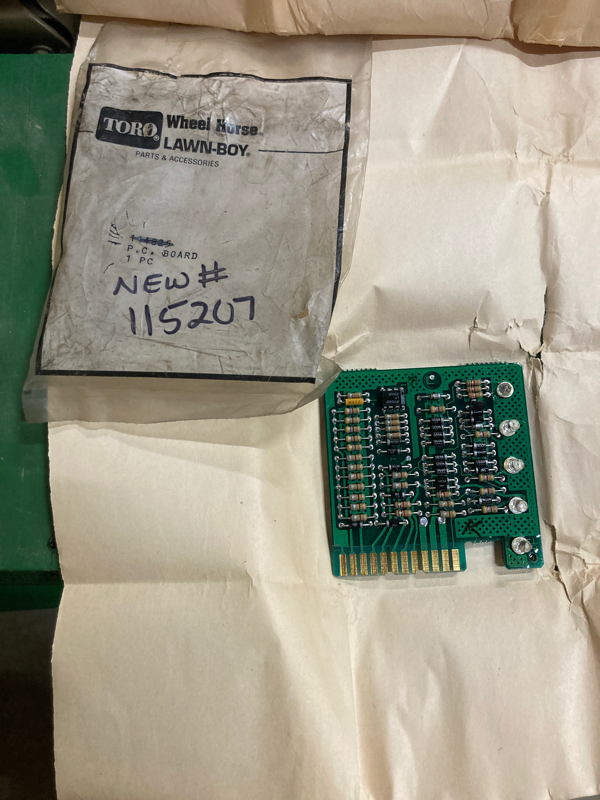 TORO® Wheel Horse®
LAWN-BOY®
PARTS & ACCESSORIES
P.C. BOARD
1 PC
NEW #
115207